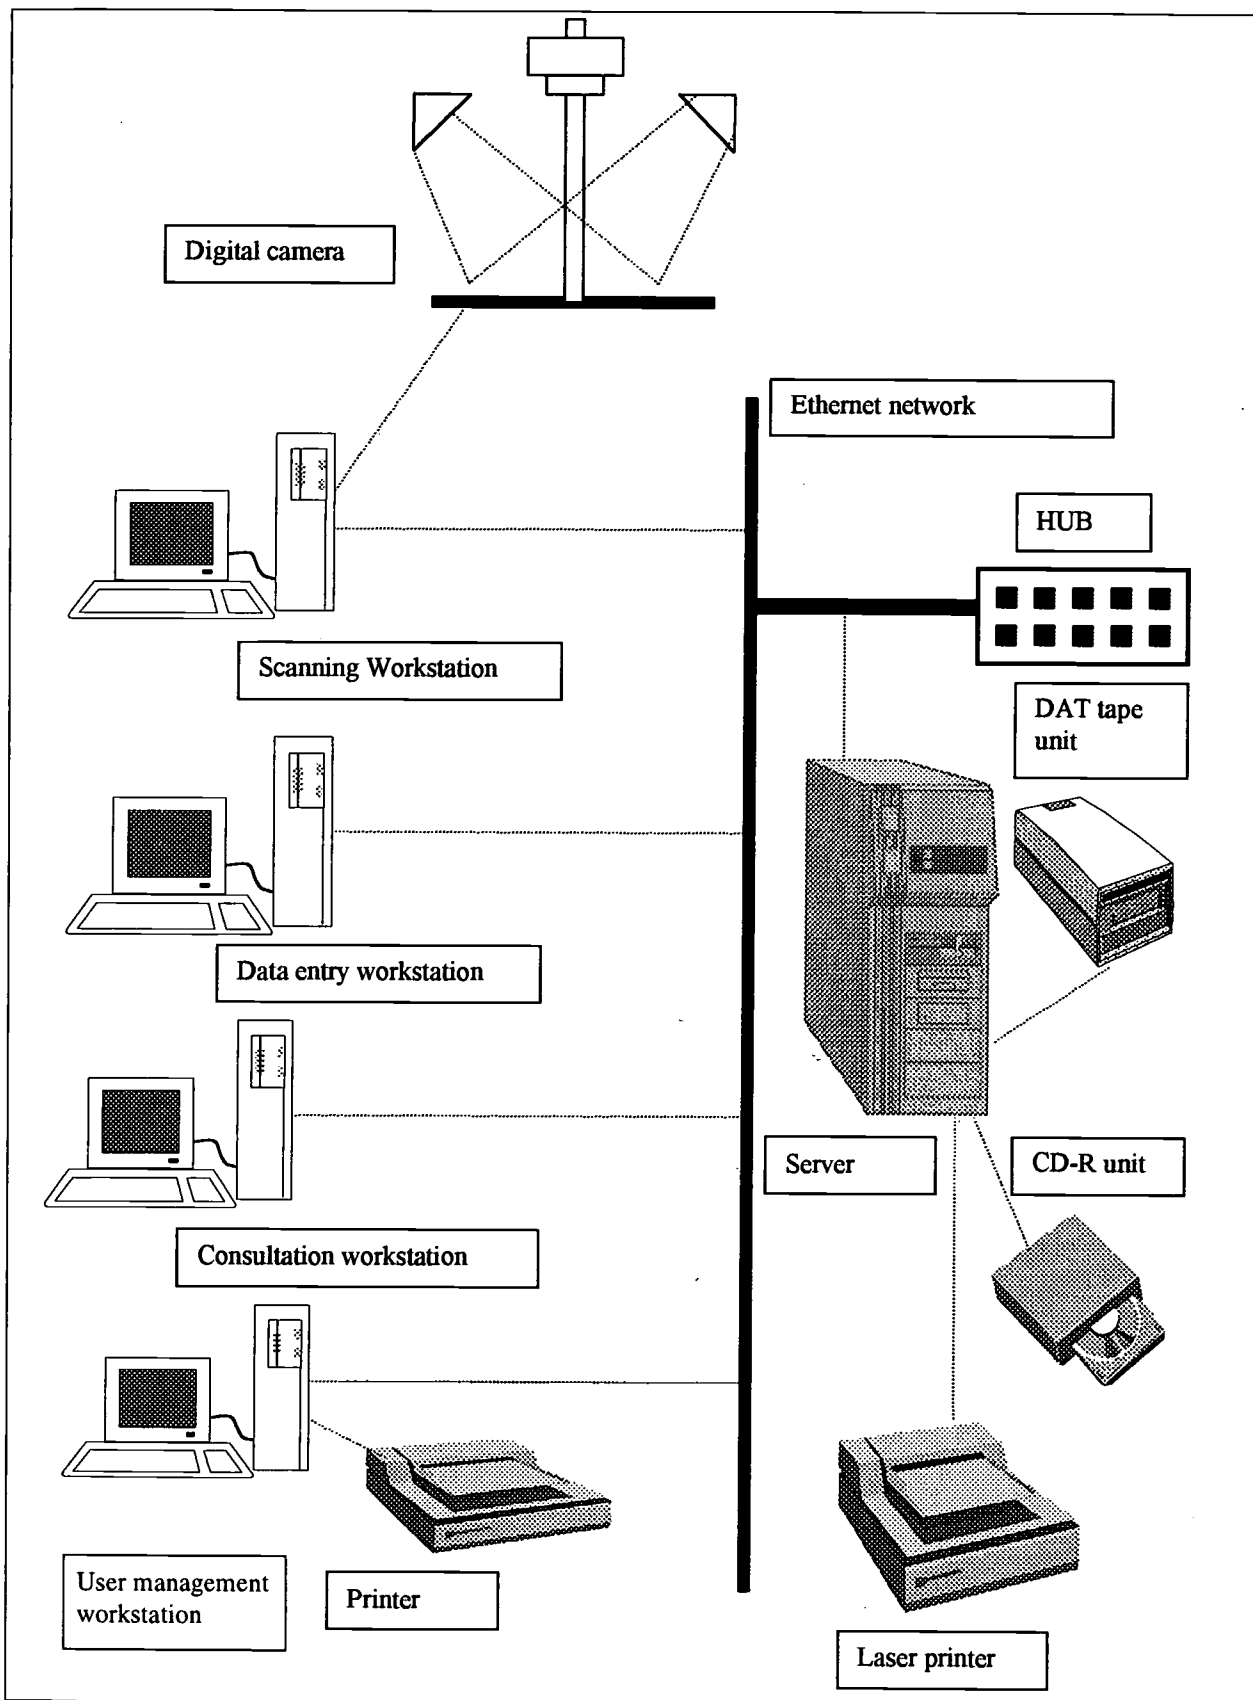 Digital camera
Ethernet network
HUB
Scanning Workstation
DAT tape
unit
Data entry workstation
Server
CD-R unit
Consultation workstation
User management
workstation
Printer
Laser printer